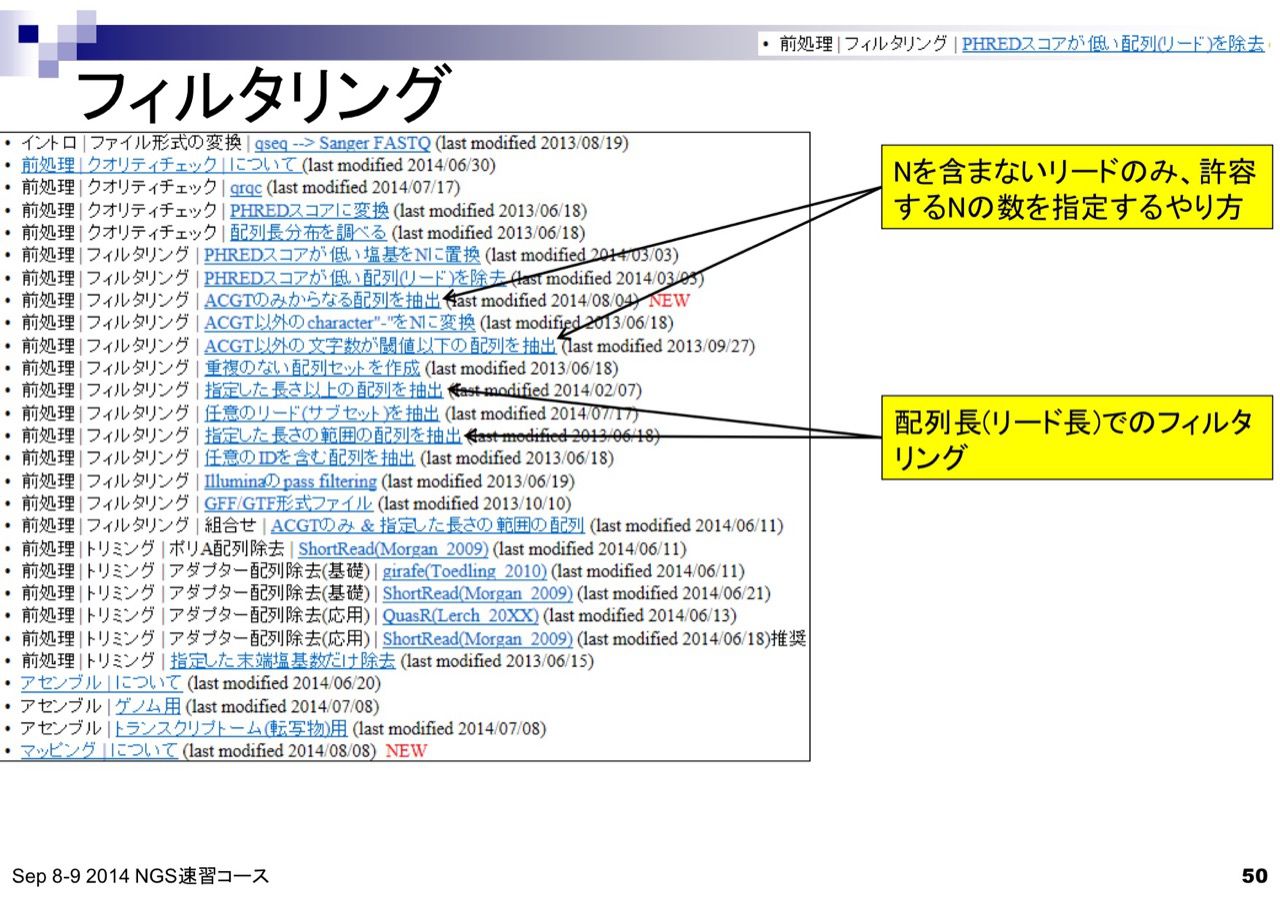 • 前処理 | フィルタリング | PHREDスコアが低い配列(リード)を除去
フィルタリング
• イントロ | ファイル形式の変換 | qseq --> Sanger FASTQ (last modified 2013/08/19)
• 前処理 | クオリティチェック | について (last modified 2014/06/30)
• 前処理 | クオリティチェック | qrqc (last modified 2014/07/17)
• 前処理 | クオリティチェック | PHREDスコアに変換 (last modified 2013/06/18)
• 前処理 | クオリティチェック | 配列長分布を調べる (last modified 2013/06/18)
• 前処理 | フィルタリング | PHREDスコアが低い塩基をNに置換 (last modified 2014/03/03)
• 前処理 | フィルタリング | PHREDスコアが低い配列(リード)を除去 (last modified 2014/03/03)
• 前処理 | フィルタリング | ACGTのみからなる配列を抽出 (last modified 2014/08/04) NEW
• 前処理 | フィルタリング | ACGT以外のcharacter"-"をNに変換 (last modified 2013/06/18)
• 前処理 | フィルタリング | ACGT以外の文字数が閾値以下の配列を抽出 (last modified 2013/09/27)
• 前処理 | フィルタリング | 重複のない配列セットを作成 (last modified 2013/06/18)
• 前処理 | フィルタリング | 指定した長さ以上の配列を抽出 (last modified 2014/02/07)
• 前処理 | フィルタリング | 任意のリード(サブセット)を抽出 (last modified 2014/07/17)
• 前処理 | フィルタリング | 指定した長さの範囲の配列を抽出 (last modified 2013/06/18)
• 前処理 | フィルタリング | 任意のIDを含む配列を抽出 (last modified 2013/06/18)
• 前処理 | フィルタリング | Illuminaのpass filtering (last modified 2013/06/19)
• 前処理 | フィルタリング | GFF/GTF形式ファイル (last modified 2013/10/10)
• 前処理 | フィルタリング | 組合せ | ACGTのみ & 指定した長さの範囲の配列 (last modified 2014/06/11)
• 前処理 | トリミング | ポリA配列除去 | ShortRead(Morgan_2009) (last modified 2014/06/11)
• 前処理 | トリミング | アダプター配列除去(基礎) | girafe(Toedling_2010) (last modified 2014/06/11)
• 前処理 | トリミング | アダプター配列除去(基礎) | ShortRead(Morgan_2009) (last modified 2014/06/21)
• 前処理 | トリミング | アダプター配列除去(応用) | QuasR(Lerch_20XX) (last modified 2014/06/13)
• 前処理 | トリミング | アダプター配列除去(応用) | ShortRead(Morgan_2009) (last modified 2014/06/18)推奨
• 前処理 | トリミング | 指定した末端塩基数だけ除去 (last modified 2013/06/15)
• アセンブル | について (last modified 2014/06/20)
• アセンブル | ゲノム用 (last modified 2014/07/08)
• アセンブル | トランスクリプトーム(転写物)用 (last modified 2014/07/08)
• マッピング | について (last modified 2014/08/08) NEW
Nを含まないリードのみ、許容
するNの数を指定するやり方
配列長(リード長)でのフィルタ
リング
Sep 8-9 2014 NGS速習コース
50